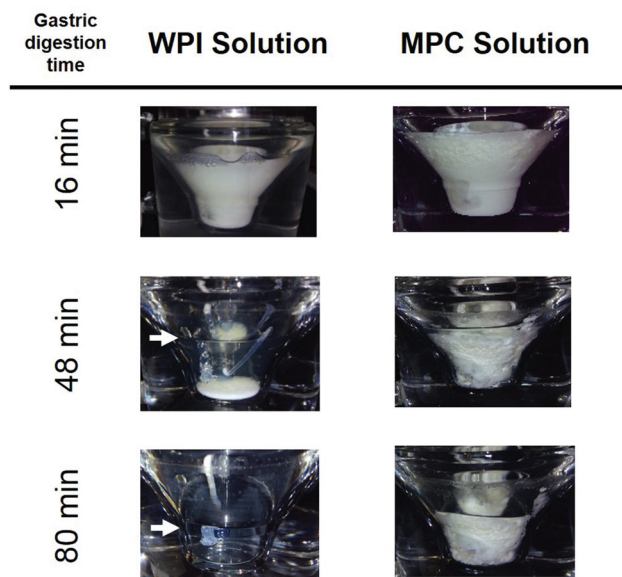 Gastric
digestion
time
WPI Solution
MPC Solution
16 min
48 min
80 min